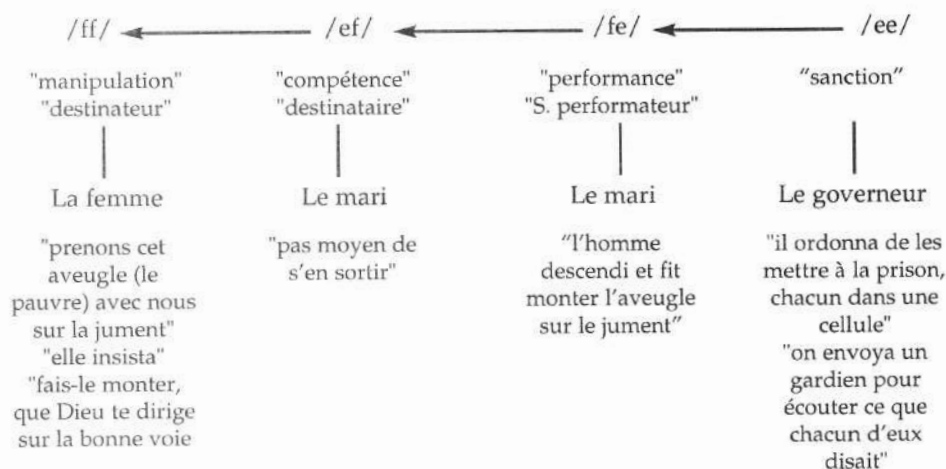 /ff/ /ef/ /fe/ /ee/
"manipulation"
"destinateur"
"compétence"
"destinataire"
"performance"
"S. performateur"
"sanction"
La femme
Le mari
Le mari
Le governeur
"prenons cet
aveugle (le
pauvre) avec nous
sur la jument"
"elle insista"
"fais-le monter,
que Dieu te dirige
sur la bonne voie
"pas moyen de
s'en sortir"
"l'homme
descendi et fit
monter l'aveugle
sur le jument"
"il ordonna de les
mettre à la prison,
chacun dans une
cellule"
"on envoya un
gardien pour
écouter ce que
chacun d'eux
disait"